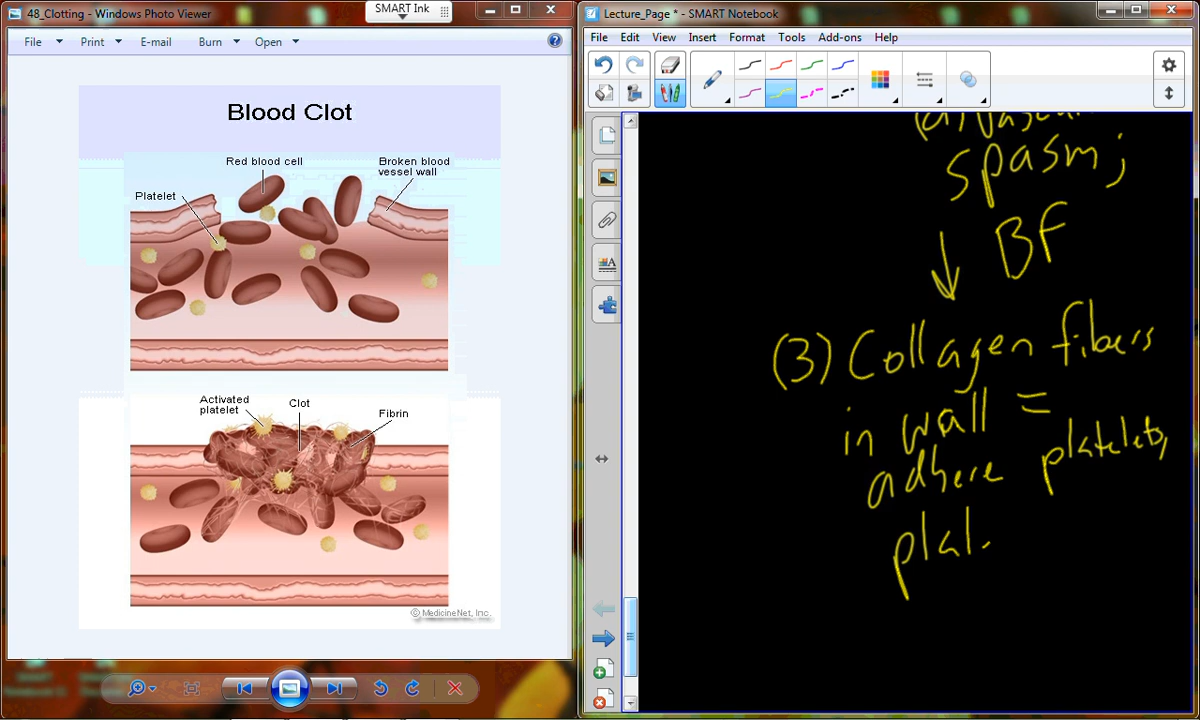 48_Clotting - Windows Photo Viewer
SMART Ink
File Print E-mail Burn Open
Blood Clot
Red blood cell
Broken blood
vessel wall
Platelet
Activated
platelet
Clot
Fibrin
© MedicineNet, Inc.
Lecture_Page * - SMART Notebook
File Edit View Insert Format Tools Add-ons Help
spasm;
↓ BF
(3) Collagen fibers
in wall =
adhere platelets,
plal.